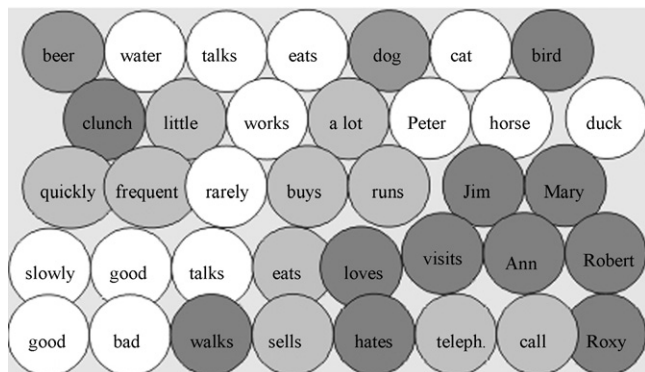 beer water talks eats dog cat bird
clunch little works a lot Peter horse duck
quickly frequent rarely buys runs Jim Mary
slowly good talks eats loves visits Ann Robert
good bad walks sells hates teleph. call Roxy